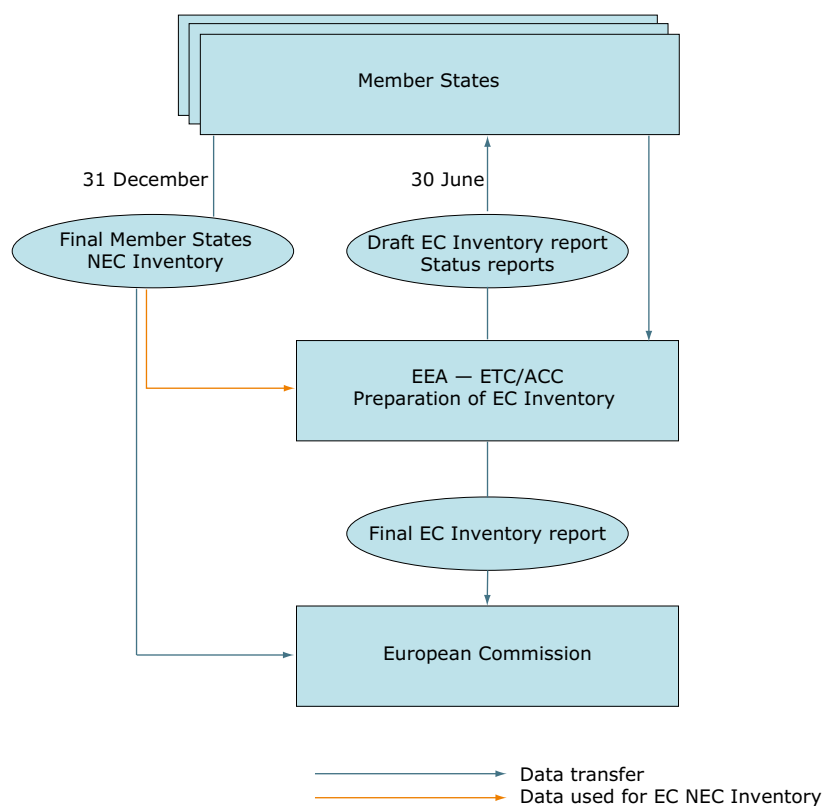 Member States
31 December
30 June
Final Member States
NEC Inventory
Draft EC Inventory report
Status reports
EEA — ETC/ACC
Preparation of EC Inventory
Final EC Inventory report
European Commission
Data transfer
Data used for EC NEC Inventory